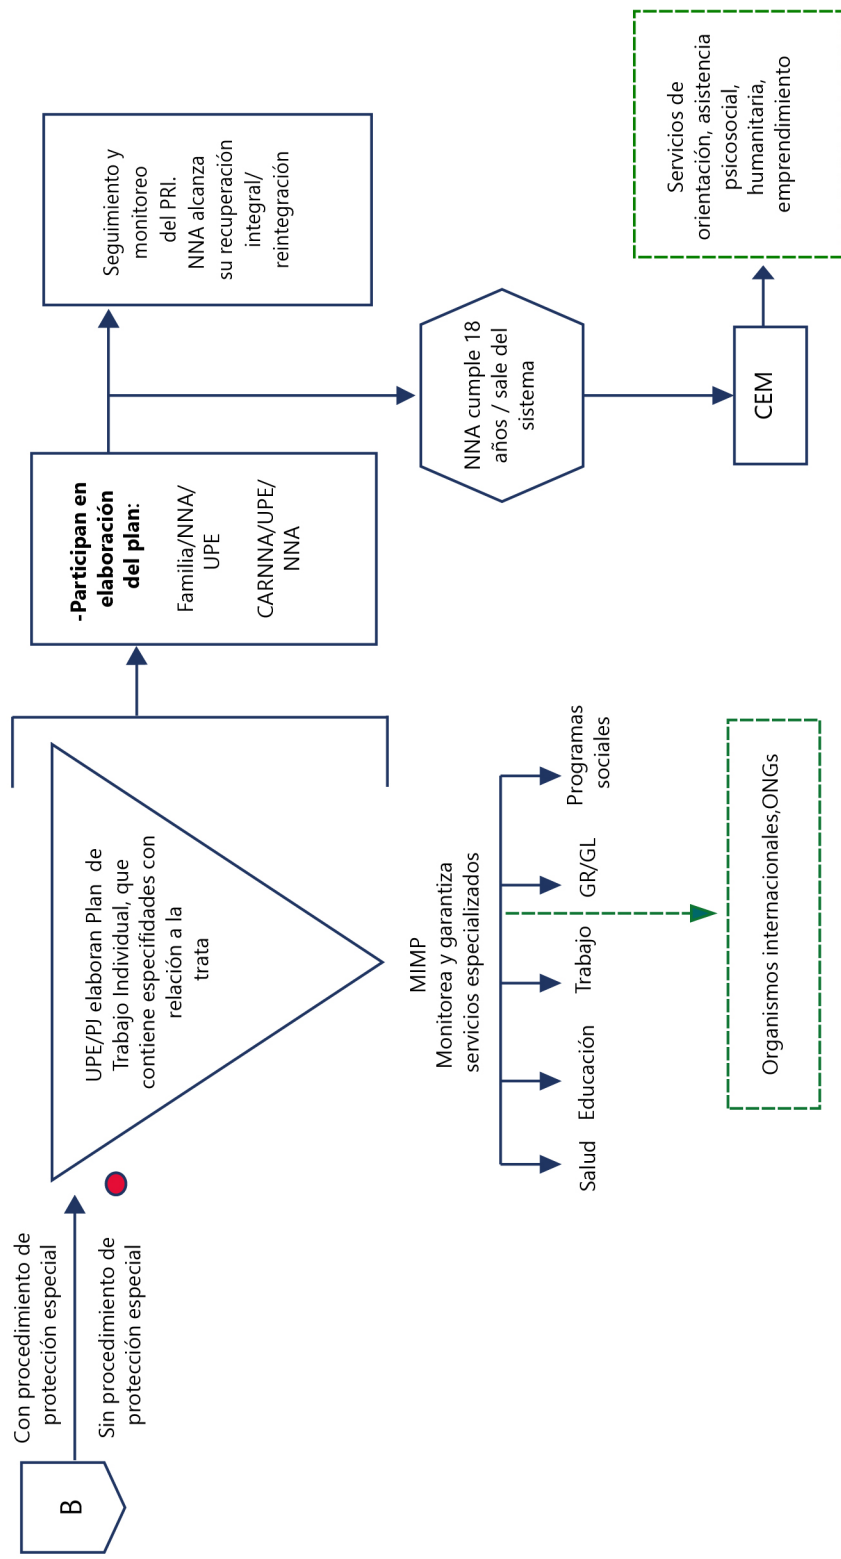 B
Con procedimiento de
protección especial
Sin procedimiento de
protección especial
UPE/PJ elaboran Plan de
Trabajo Individual, que
contiene especifidades con
relación a la
trata
-Participan en
elaboración
del plan:
Familia/NNA/
UPE
CARNNA/UPE/
NNA
Seguimiento y
monitoreo
del PRI.
NNA alcanza
su recuperación
integral/
reintegración
MIMP
Monitorea y garantiza
servicios especializados
Salud
Educación
Trabajo
GR/GL
Programas
sociales
Organismos internacionales,ONGs
NNA cumple 18
años / sale del
sistema
CEM
Servicios de
orientación, asistencia
psicosocial,
humanitaria,
emprendimiento